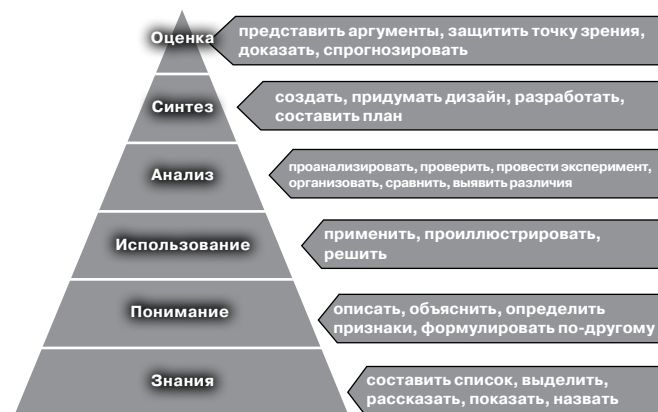 Оценка
представить аргументы, защитить точку зрения,
доказать, спрогнозировать
Синтез
создать, придумать дизайн, разработать,
составить план
Анализ
проанализировать, проверить, провести эксперимент,
организовать, сравнить, выявить различия
Использование
применить, проиллюстрировать,
решить
Понимание
описать, объяснить, определить
признаки, формулировать по-другому
Знания
составить список, выделить,
рассказать, показать, назвать